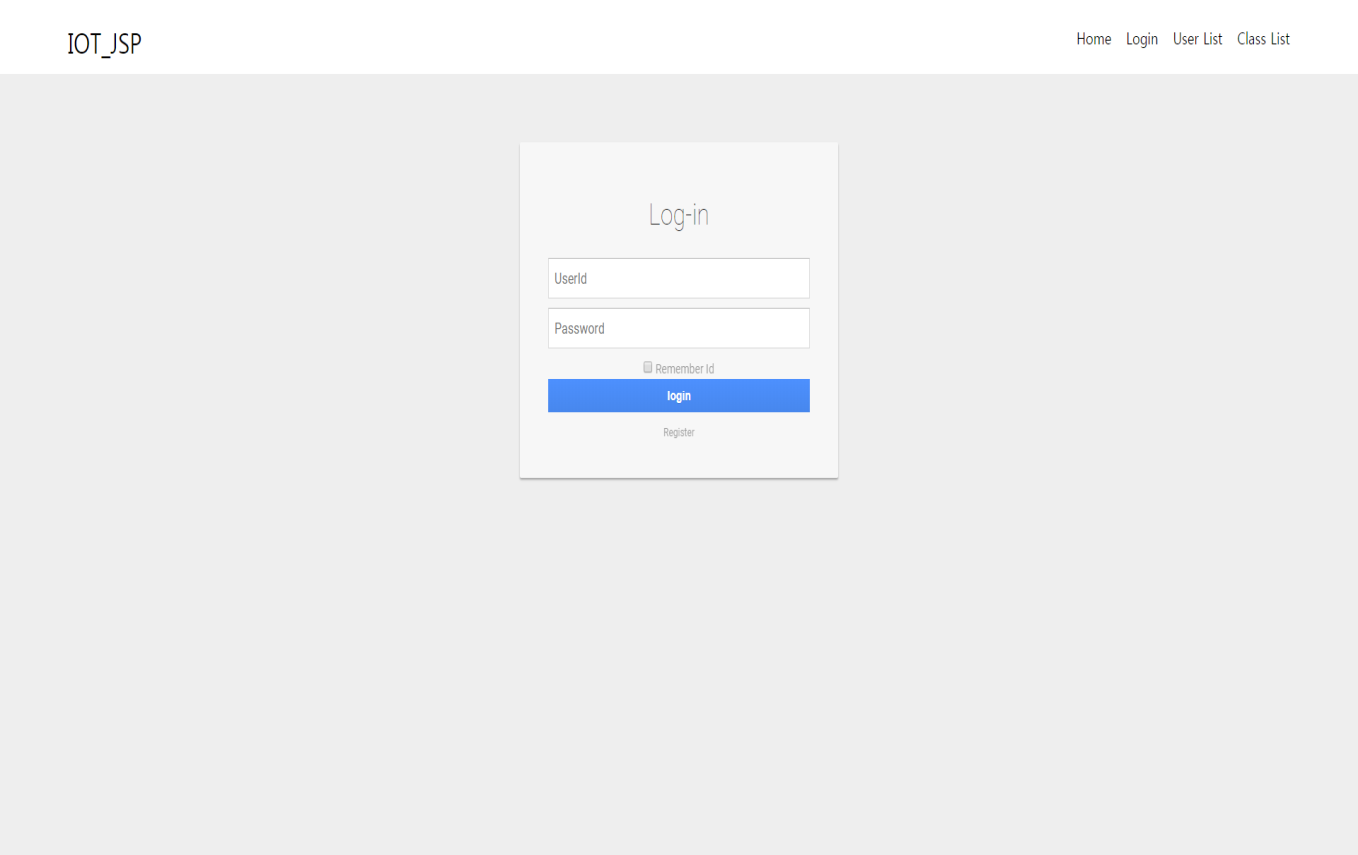 IOT_JSP
Home Login User List Class List
Log-in
UserId
Password
Remember Id
login
Register